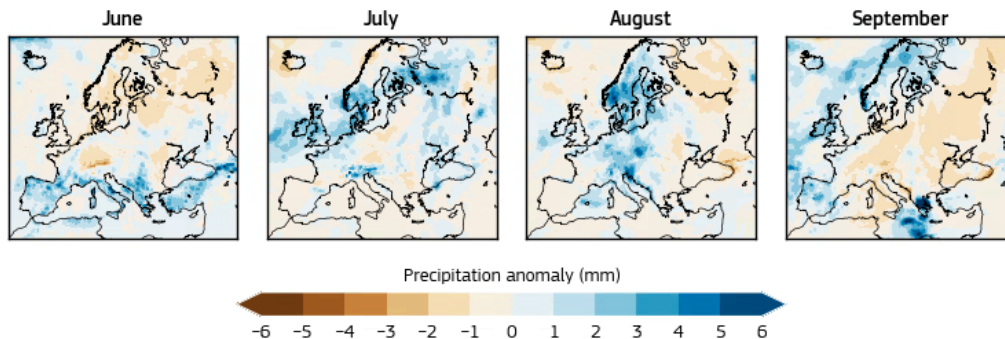 June July August September
Precipitation anomaly (mm)
−6 −5 −4 −3 −2 −1 0 1 2 3 4 5 6